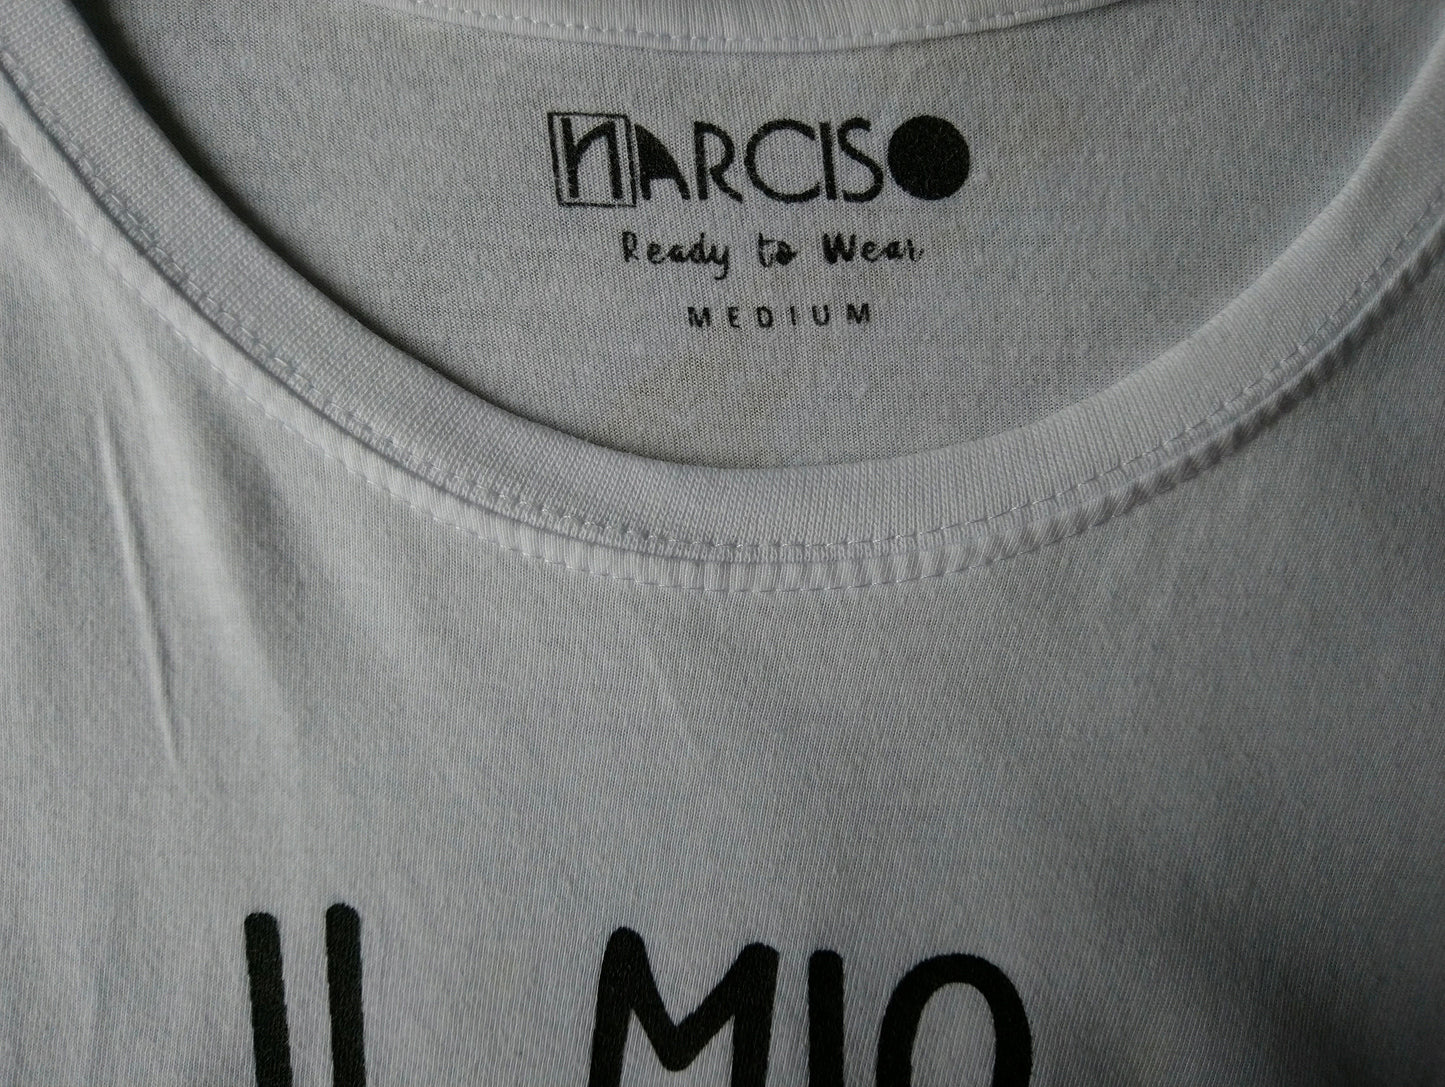 NARCISO
Ready to Wear
MEDIUM
IL MIO